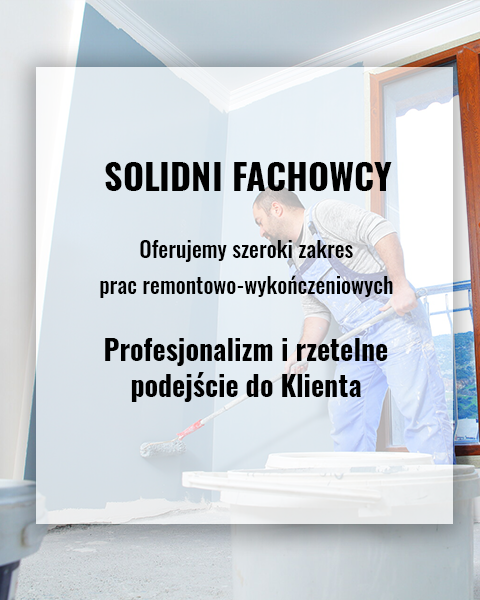 SOLIDNI FACHOWCY
Oferujemy szeroki zakres
prac remontowo-wykończeniowych
Profesjonalizm i rzetelne
podejście do Klienta